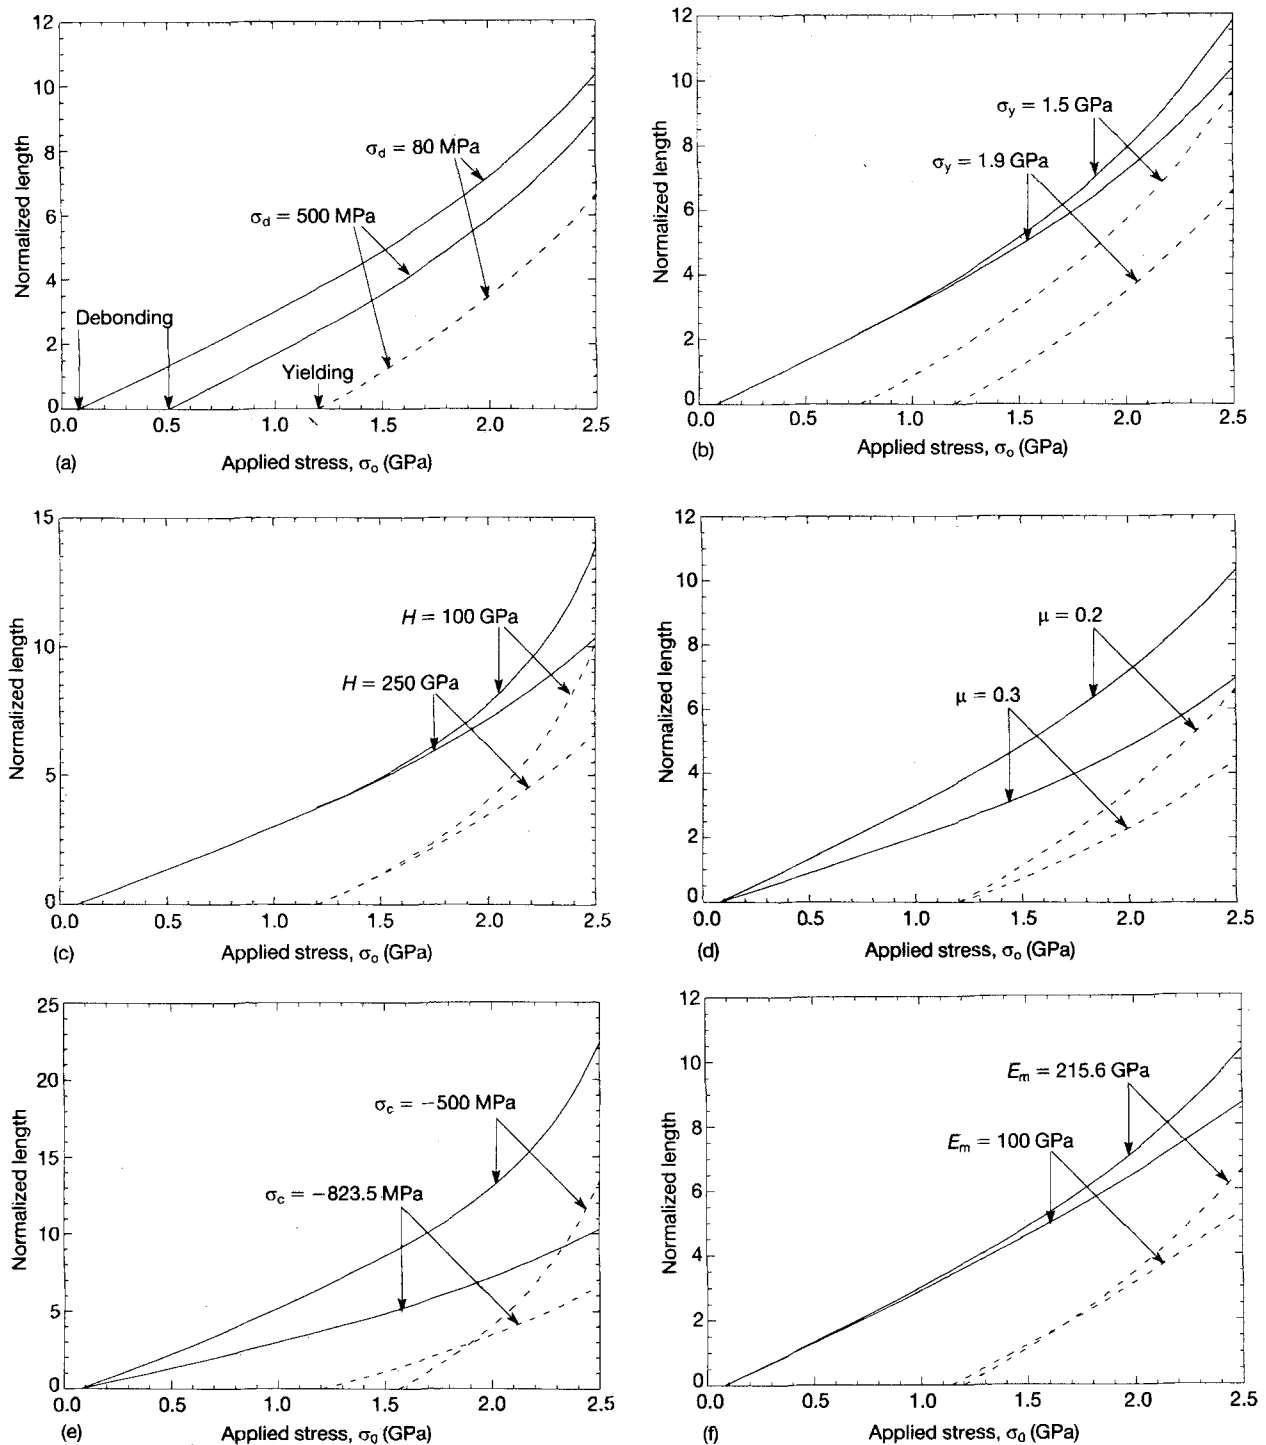 12
10
8
6
4
2
0
Normalized length
σd = 80 MPa
σd = 500 MPa
Debonding
Yielding
0.0 0.5 1.0 1.5 2.0 2.5
(a) Applied stress, σo (GPa)
12
10
8
6
4
2
0
Normalized length
σy = 1.5 GPa
σy = 1.9 GPa
0.0 0.5 1.0 1.5 2.0 2.5
(b) Applied stress, σo (GPa)
15
10
5
0
Normalized length
H = 100 GPa
H = 250 GPa
0.0 0.5 1.0 1.5 2.0 2.5
(c) Applied stress, σo (GPa)
12
10
8
6
4
2
0
Normalized length
μ = 0.2
μ = 0.3
0.0 0.5 1.0 1.5 2.0 2.5
(d) Applied stress, σo (GPa)
25
20
15
10
5
0
Normalized length
σc = −500 MPa
σc = −823.5 MPa
0.0 0.5 1.0 1.5 2.0 2.5
(e) Applied stress, σ0 (GPa)
12
10
8
6
4
2
0
Normalized length
Em = 215.6 GPa
Em = 100 GPa
0.0 0.5 1.0 1.5 2.0 2.5
(f) Applied stress, σ0 (GPa)